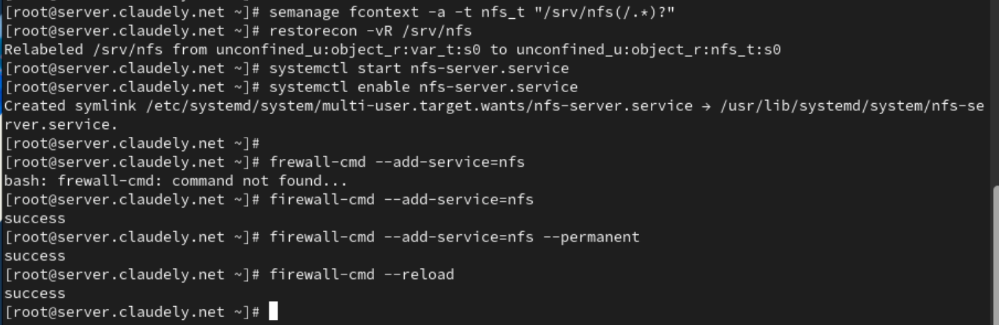 [root@server.claudely.net ~]# semanage fcontext -a -t nfs_t "/srv/nfs(/.*)?"
[root@server.claudely.net ~]# restorecon -vR /srv/nfs
Relabeled /srv/nfs from unconfined_u:object_r:var_t:s0 to unconfined_u:object_r:nfs_t:s0
[root@server.claudely.net ~]# systemctl start nfs-server.service
[root@server.claudely.net ~]# systemctl enable nfs-server.service
Created symlink /etc/systemd/system/multi-user.target.wants/nfs-server.service → /usr/lib/systemd/system/nfs-se
rver.service.
[root@server.claudely.net ~]#
[root@server.claudely.net ~]# frewall-cmd --add-service=nfs
bash: frewall-cmd: command not found...
[root@server.claudely.net ~]# firewall-cmd --add-service=nfs
success
[root@server.claudely.net ~]# firewall-cmd --add-service=nfs --permanent
success
[root@server.claudely.net ~]# firewall-cmd --reload
success
[root@server.claudely.net ~]#